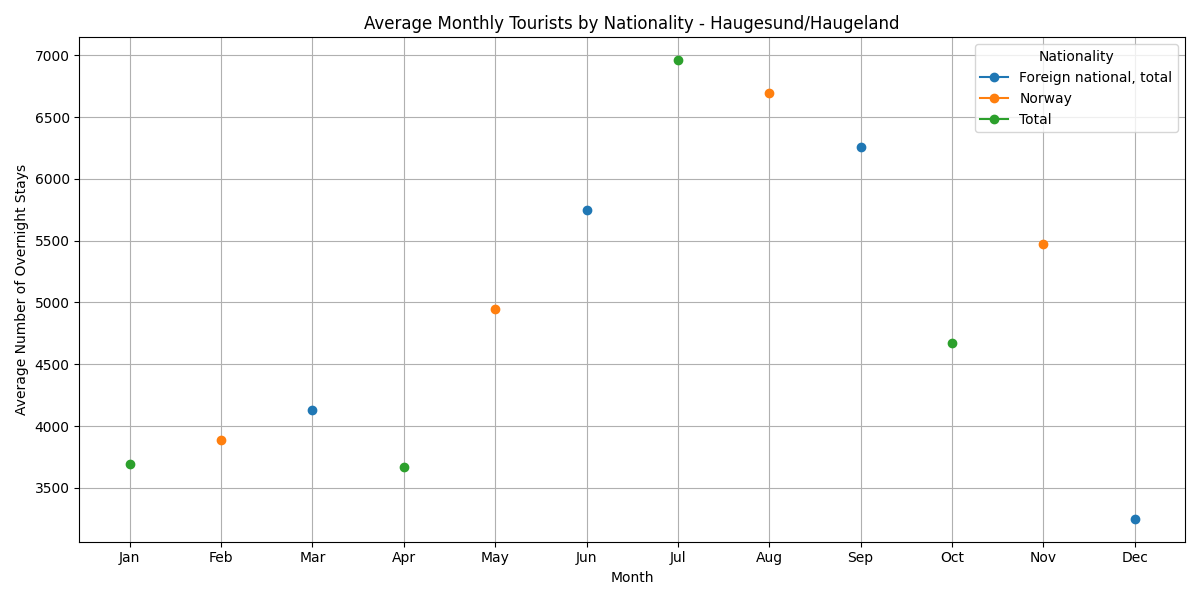 Average Monthly Tourists by Nationality - Haugesund/Haugeland
Nationality
Foreign national, total
Norway
Total
Average Number of Overnight Stays
7000
6500
6000
5500
5000
4500
4000
3500
Jan Feb Mar Apr May Jun Jul Aug Sep Oct Nov Dec
Month